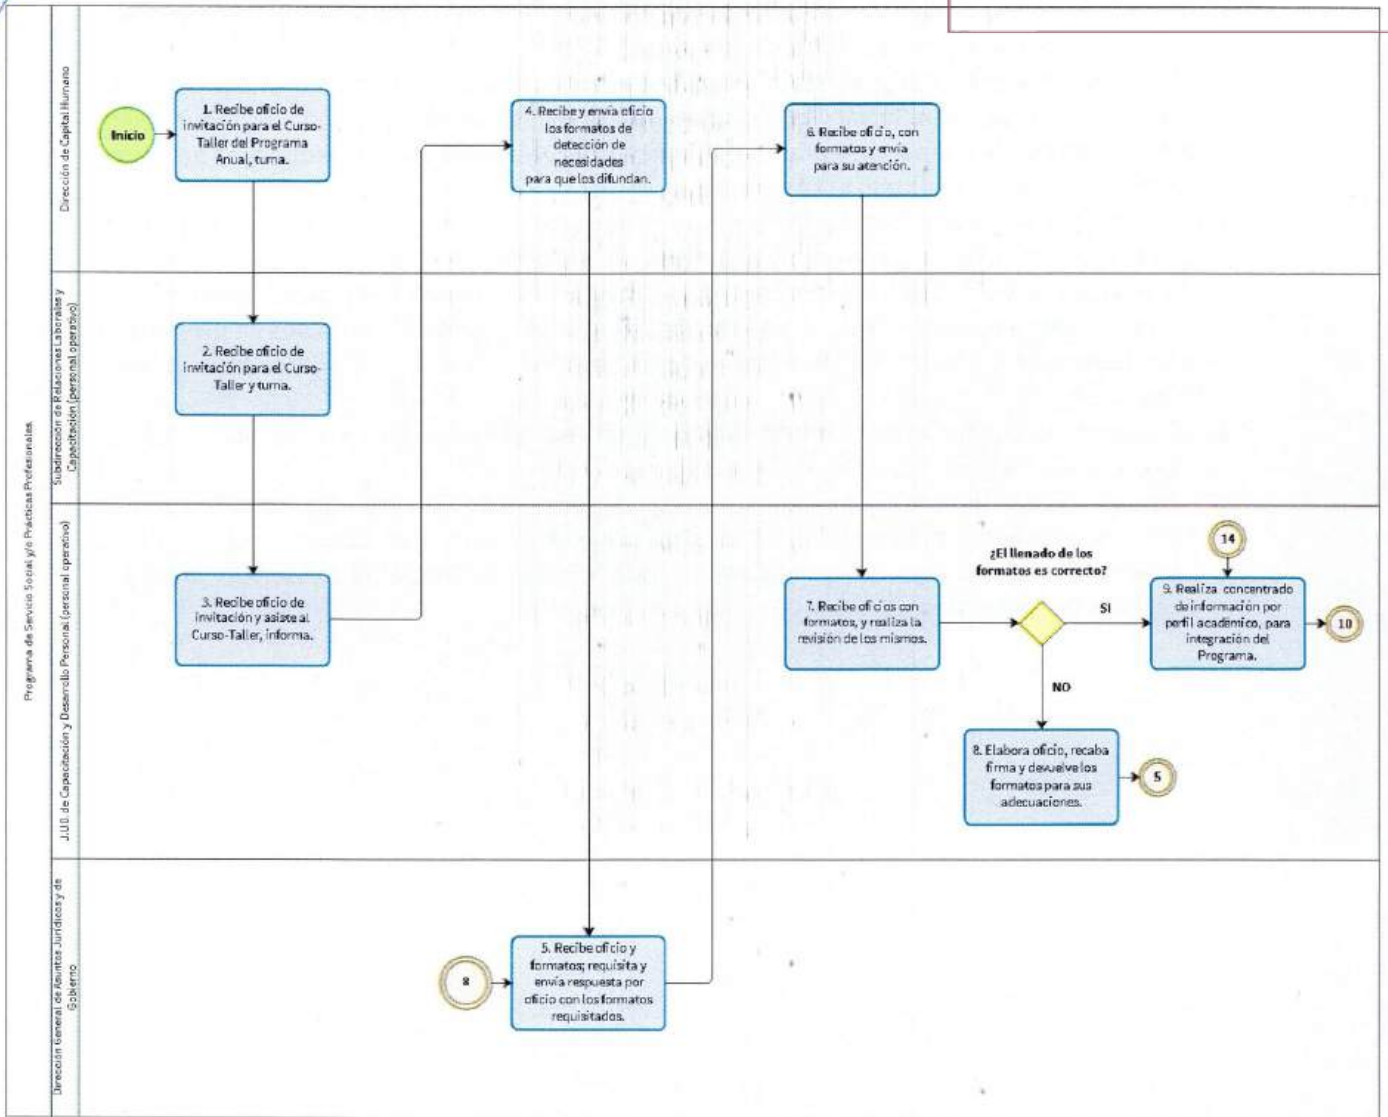 Programa de Servicio Social y/o Prácticas Profesionales.
Dirección de Capital Humano
Inicio
1. Recibe oficio de
invitación para el Curso-
Taller del Programa
Anual, turna.
4. Recibe y envía oficio
los formatos de
detección de
necesidades
para que los difundan.
6. Recibe oficio, con
formatos y envía
para su atención.
Subdirección de Relaciones Laborales y
Capacitación (personal operativo)
2. Recibe oficio de
invitación para el Curso-
Taller y turna.
J.U.D. de Capacitación y Desarrollo Personal (personal operativo)
3. Recibe oficio de
invitación y asiste al
Curso-Taller, informa.
7. Recibe oficios con
formatos, y realiza la
revisión de los mismos.
¿El llenado de los
formatos es correcto?
SI
NO
14
9. Realiza concentrado
de información por
perfil académico, para
integración del
Programa.
10
8. Elabora oficio, recaba
firma y devuelve los
formatos para sus
adecuaciones.
5
Dirección General de Asuntos Jurídicos y de
Gobierno
8
5. Recibe oficio y
formatos; requisita y
envía respuesta por
oficio con los formatos
requisitados.